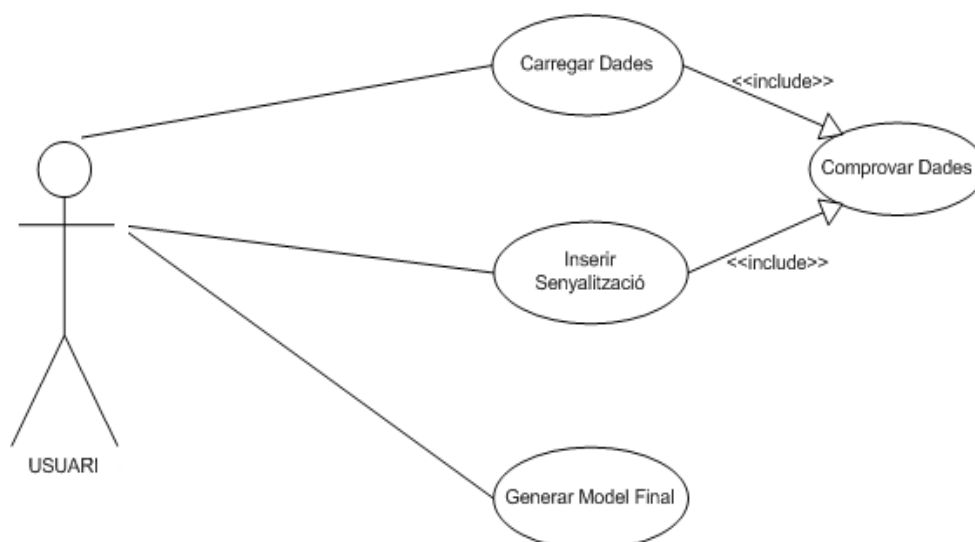 Carregar Dades
<<include>>
Comprovar Dades
Inserir
Senyalització
<<include>>
USUARI
Generar Model Final